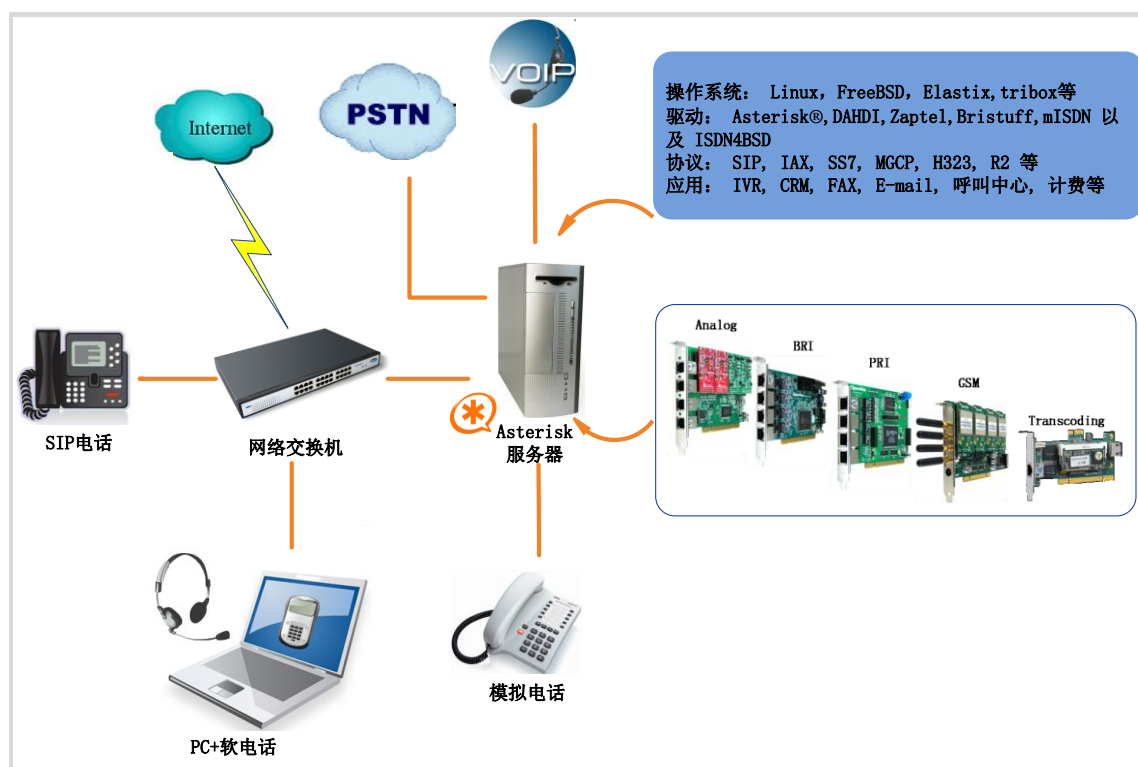 VOIP
PSTN
Internet
操作系统： Linux，FreeBSD，Elastix,tribox等
驱动： Asterisk®,DAHDI,Zaptel,Bristuff,mISDN 以
及 ISDN4BSD
协议： SIP, IAX, SS7, MGCP, H323, R2 等
应用： IVR, CRM, FAX, E-mail, 呼叫中心, 计费等
Analog
BRI
PRI
GSM
Transcoding
SIP电话
网络交换机
Asterisk
服务器
PC+软电话
模拟电话